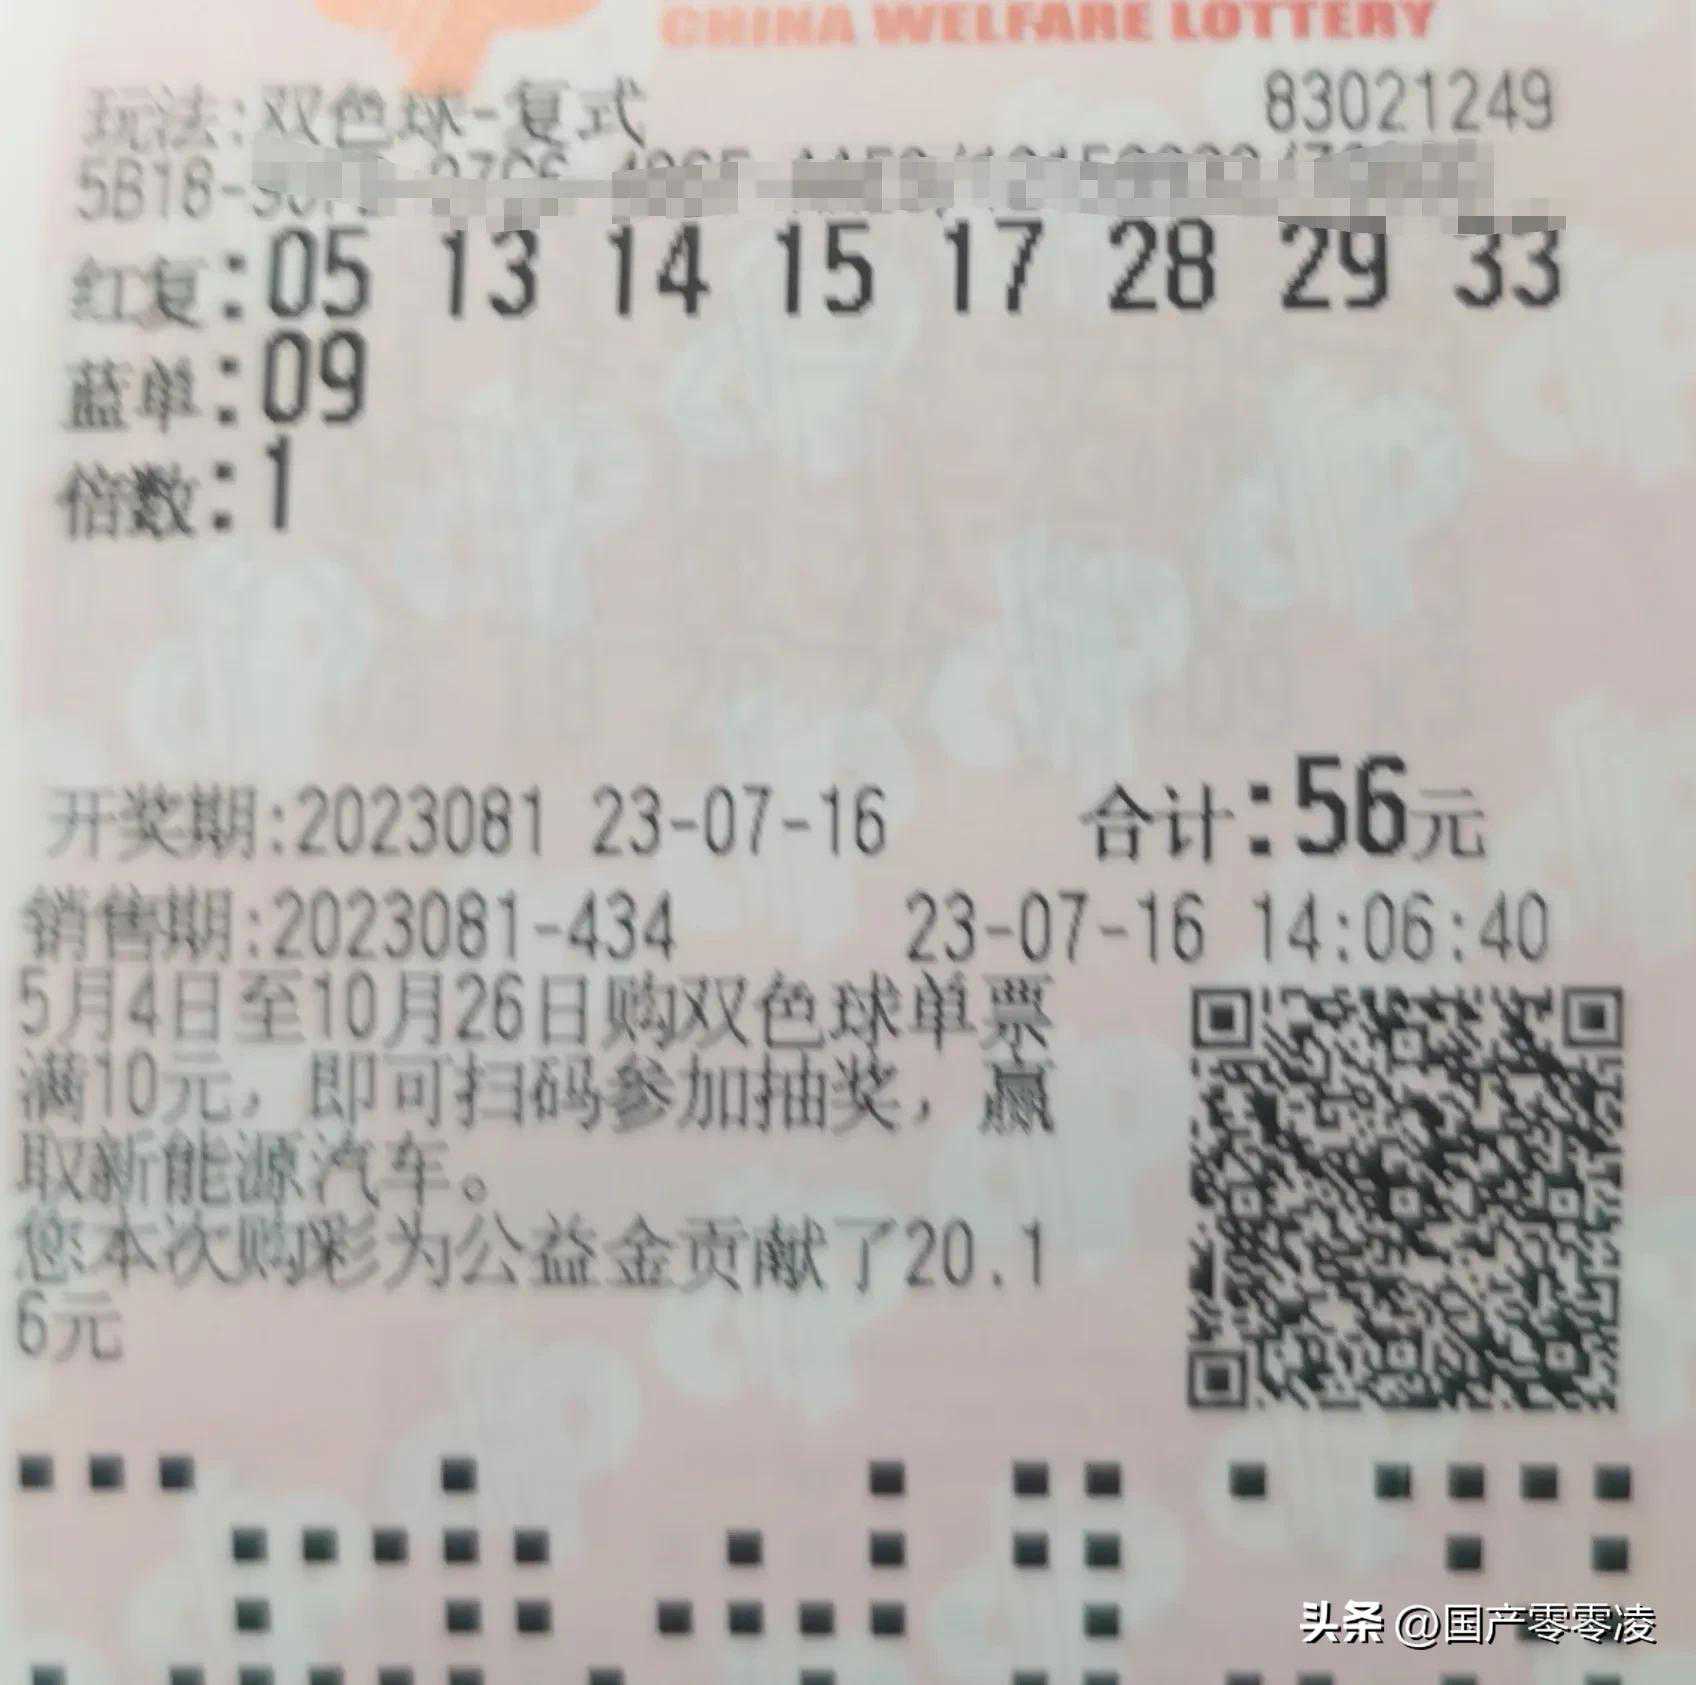 CHINA WELFARE LOTTERY
玩法:双色球-复式 83021249
红复:05 13 14 15 17 28 29 33
蓝单:09
倍数:1
开奖期:2023081 23-07-16 合计:56元
销售期:2023081-434 23-07-16 14:06:40
5月4日至10月26日购双色球单票
满10元，即可扫码参加抽奖，赢
取新能源汽车。
您本次购彩为公益金贡献了20.1
6元
头条 @国产零零凌